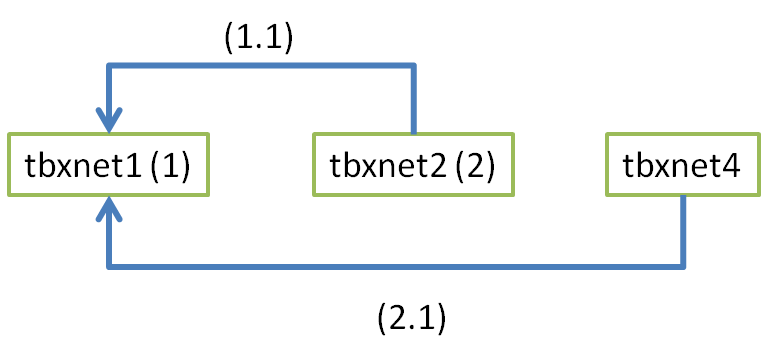 (1.1)
tbxnet1 (1)
tbxnet2 (2)
tbxnet4
(2.1)